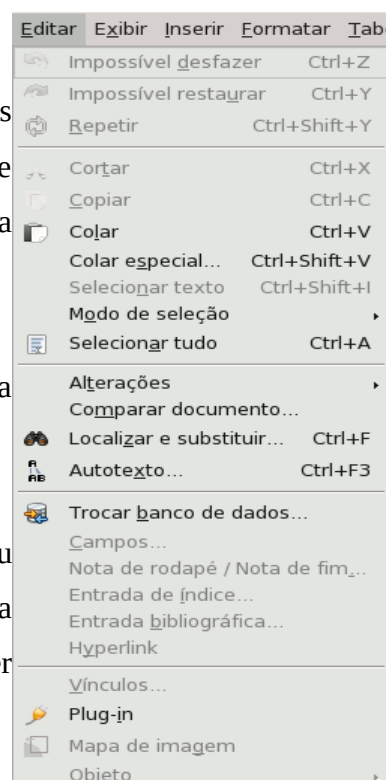 Editar Exibir Inserir Formatar Tab
Impossível desfazer Ctrl+Z
Impossível restaurar Ctrl+Y
s
Repetir Ctrl+Shift+Y
e
Cortar Ctrl+X
Copiar Ctrl+C
a
Colar Ctrl+V
Colar especial... Ctrl+Shift+V
Selecionar texto Ctrl+Shift+I
Modo de seleção
Selecionar tudo Ctrl+A
a
Alterações
Comparar documento...
Localizar e substituir... Ctrl+F
Autotexto... Ctrl+F3
Trocar banco de dados...
u
Campos...
Nota de rodapé / Nota de fim...
Entrada de índice...
a
Entrada bibliográfica...
r
Hyperlink
Vínculos...
Plug-in
Mapa de imagem
Objeto